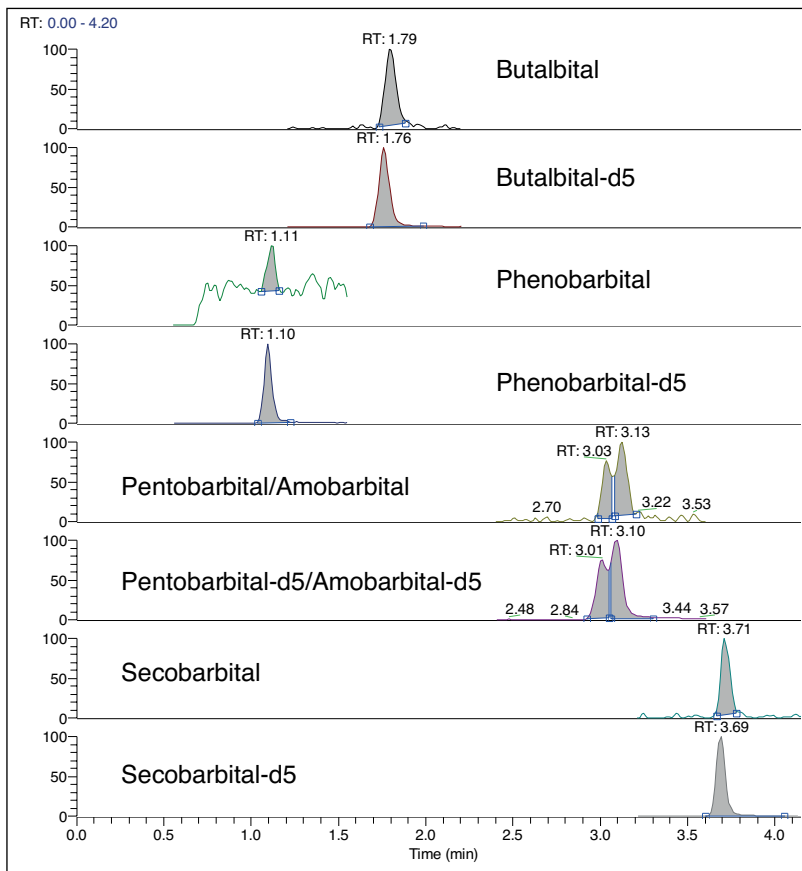 RT: 0.00 - 4.20
RT: 1.79
100
50
0
Butalbital
RT: 1.76
100
50
0
Butalbital-d5
RT: 1.11
100
50
0
Phenobarbital
RT: 1.10
100
50
0
Phenobarbital-d5
RT: 3.13
RT: 3.03
100
50
0
Pentobarbital/Amobarbital
2.70
3.22
3.53
RT: 3.10
RT: 3.01
100
50
0
Pentobarbital-d5/Amobarbital-d5
2.48
2.84
3.44
3.57
RT: 3.71
100
50
0
Secobarbital
RT: 3.69
100
50
0
Secobarbital-d5
0.0 0.5 1.0 1.5 2.0 2.5 3.0 3.5 4.0
Time (min)